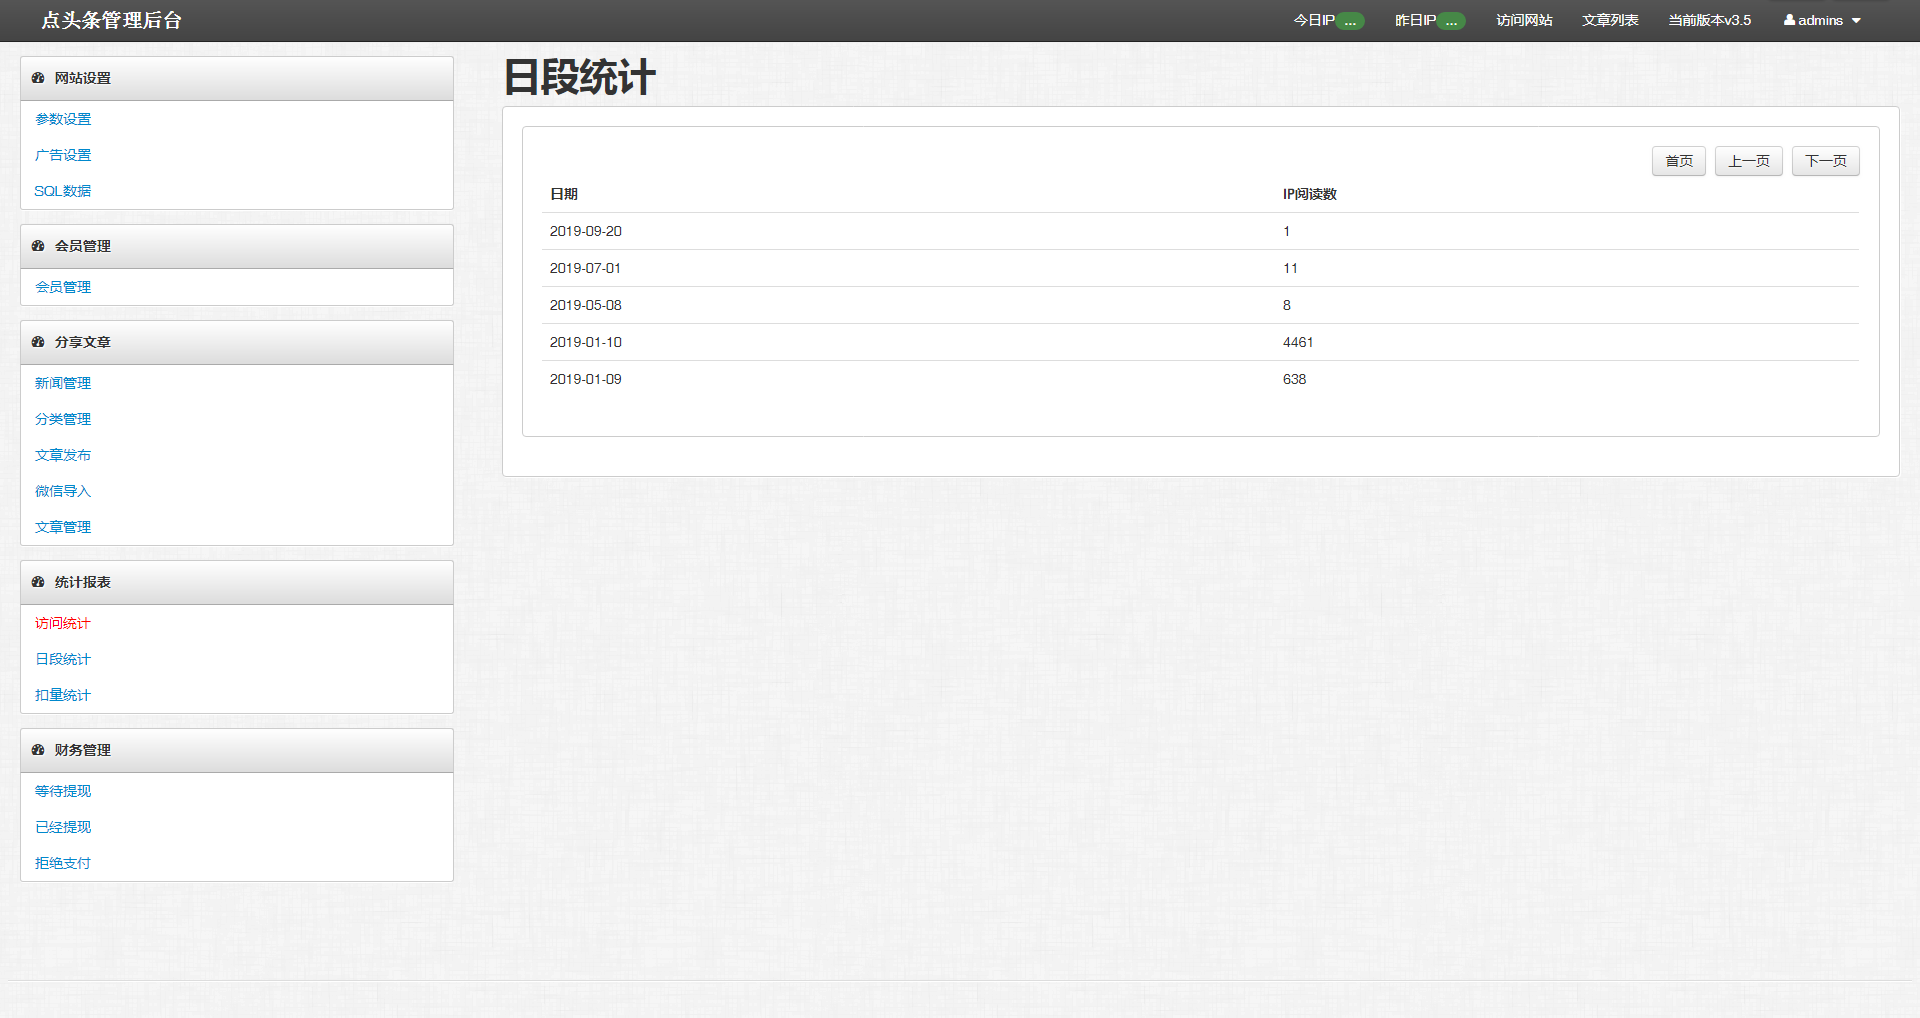 点头条管理后台
今日IP ... 昨日IP ... 访问网站 文章列表 当前版本v3.5 admins
网站设置
参数设置
广告设置
SQL数据
会员管理
会员管理
分享文章
新闻管理
分类管理
文章发布
微信导入
文章管理
统计报表
访问统计
日段统计
扣量统计
财务管理
等待提现
已经提现
拒绝支付
日段统计
首页 上一页 下一页
日期 IP阅读数
2019-09-20 1
2019-07-01 11
2019-05-08 8
2019-01-10 4461
2019-01-09 638